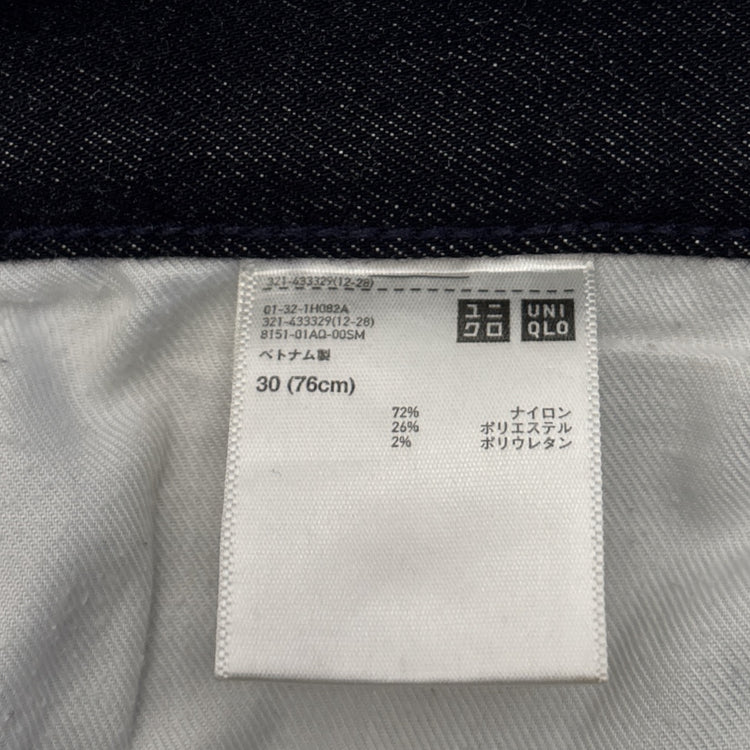 321-433329(12-28)
01-32-1H082A
321-433329(12-28)
8151-01AQ-00SM
ベトナム製
30 (76cm)
ユニ
クロ
UNI
QLO
72% ナイロン
26% ポリエステル
2% ポリウレタン